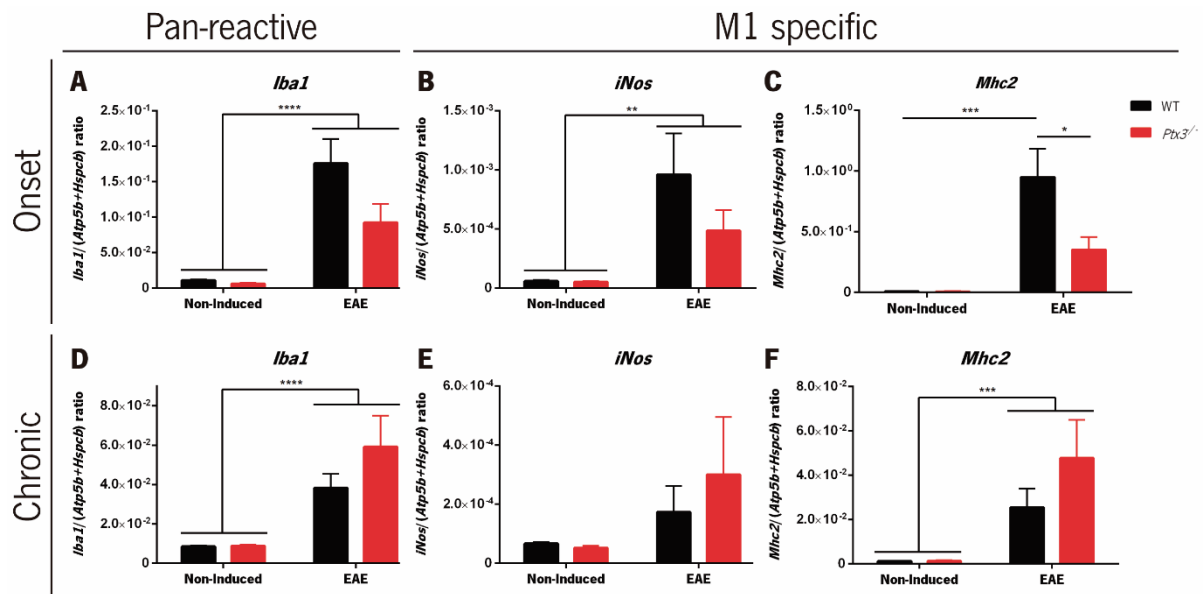 Pan-reactive
M1 specific
Onset
A
Iba1
Iba1/(Atp5b+Hspcb) ratio
2.5×10⁻¹
2.0×10⁻¹
1.5×10⁻¹
1.0×10⁻¹
5.0×10⁻²
0
****
Non-Induced
EAE
B
iNos
iNos/(Atp5b+Hspcb) ratio
1.5×10⁻³
1.0×10⁻³
5.0×10⁻⁴
0
**
Non-Induced
EAE
C
Mhc2
Mhc2/(Atp5b+Hspcb) ratio
1.5×10⁰
1.0×10⁰
5.0×10⁻¹
0
***
*
Non-Induced
EAE
WT
Ptx3⁻/⁻
Chronic
D
Iba1
Iba1/(Atp5b+Hspcb) ratio
8.0×10⁻²
6.0×10⁻²
4.0×10⁻²
2.0×10⁻²
0
****
Non-Induced
EAE
E
iNos
iNos/(Atp5b+Hspcb) ratio
6.0×10⁻⁴
4.0×10⁻⁴
2.0×10⁻⁴
0
Non-Induced
EAE
F
Mhc2
Mhc2/(Atp5b+Hspcb) ratio
8.0×10⁻²
6.0×10⁻²
4.0×10⁻²
2.0×10⁻²
0
***
Non-Induced
EAE